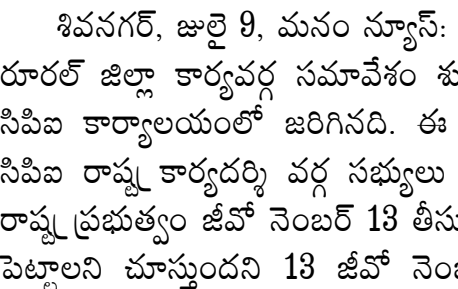 శివనగర్, జులై 9, మనం న్యూస్:
రూరల్ జిల్లా కార్యవర్గ సమావేశం
సిపిఐ కార్యాలయంలో జరిగినది. ఈ
సిపిఐ రాష్ట్ర కార్యదర్శి వర్గ సభ్యులు
రాష్ట్ర ప్రభుత్వం జీవో నెంబర్ 13
పెట్టాలని చూస్తుందని 13 జీవో